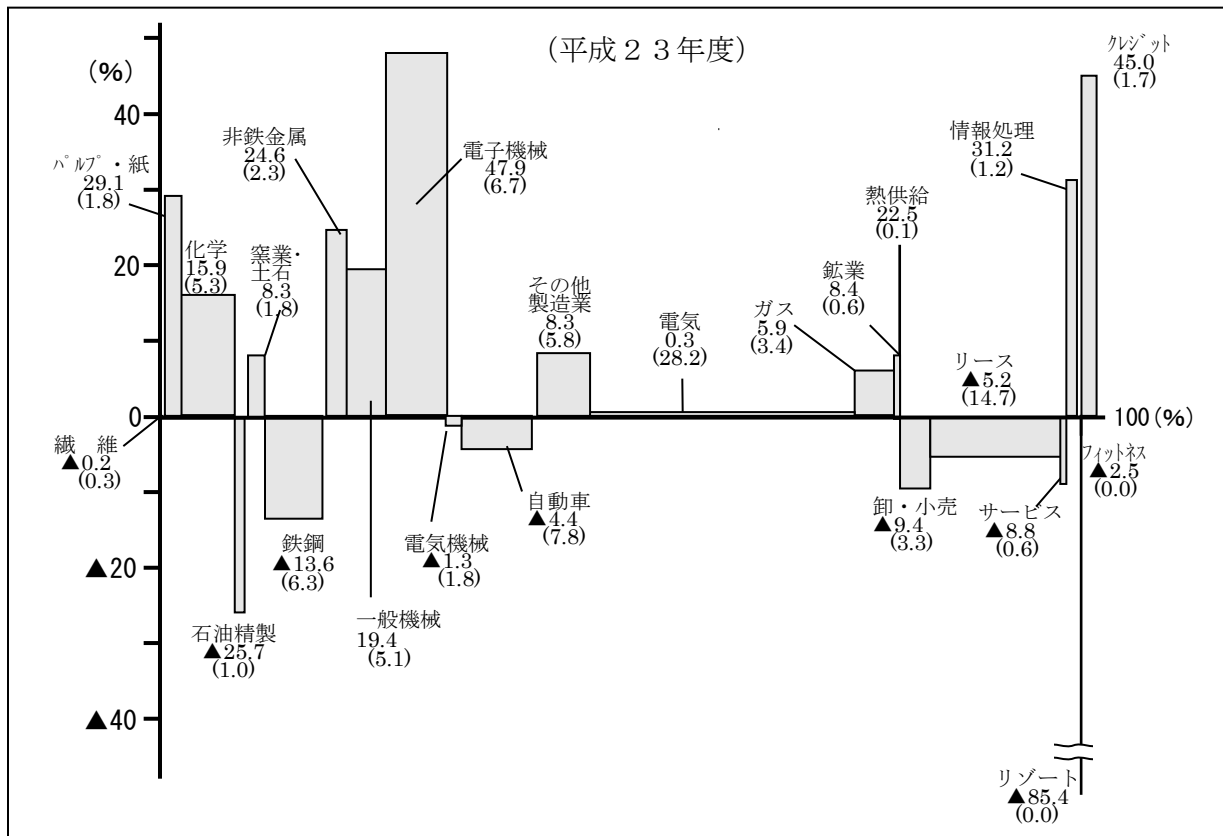 (平成２３年度)
(%)
40
20
0
▲20
▲40
100(%)
ﾊﾟﾙﾌﾟ・紙
29.1
(1.8)
化学
15.9
(5.3)
窯業・
土石
8.3
(1.8)
非鉄金属
24.6
(2.3)
電子機械
47.9
(6.7)
その他
製造業
8.3
(5.8)
電気
0.3
(28.2)
ガス
5.9
(3.4)
鉱業
8.4
(0.6)
熱供給
22.5
(0.1)
情報処理
31.2
(1.2)
ｸﾚｼﾞｯﾄ
45.0
(1.7)
繊　維
▲0.2
(0.3)
石油精製
▲25.7
(1.0)
鉄鋼
▲13.6
(6.3)
一般機械
19.4
(5.1)
電気機械
▲1.3
(1.8)
自動車
▲4.4
(7.8)
卸・小売
▲9.4
(3.3)
リース
▲5.2
(14.7)
サービス
▲8.8
(0.6)
ﾌｨｯﾄﾈｽ
▲2.5
(0.0)
リゾート
▲85.4
(0.0)